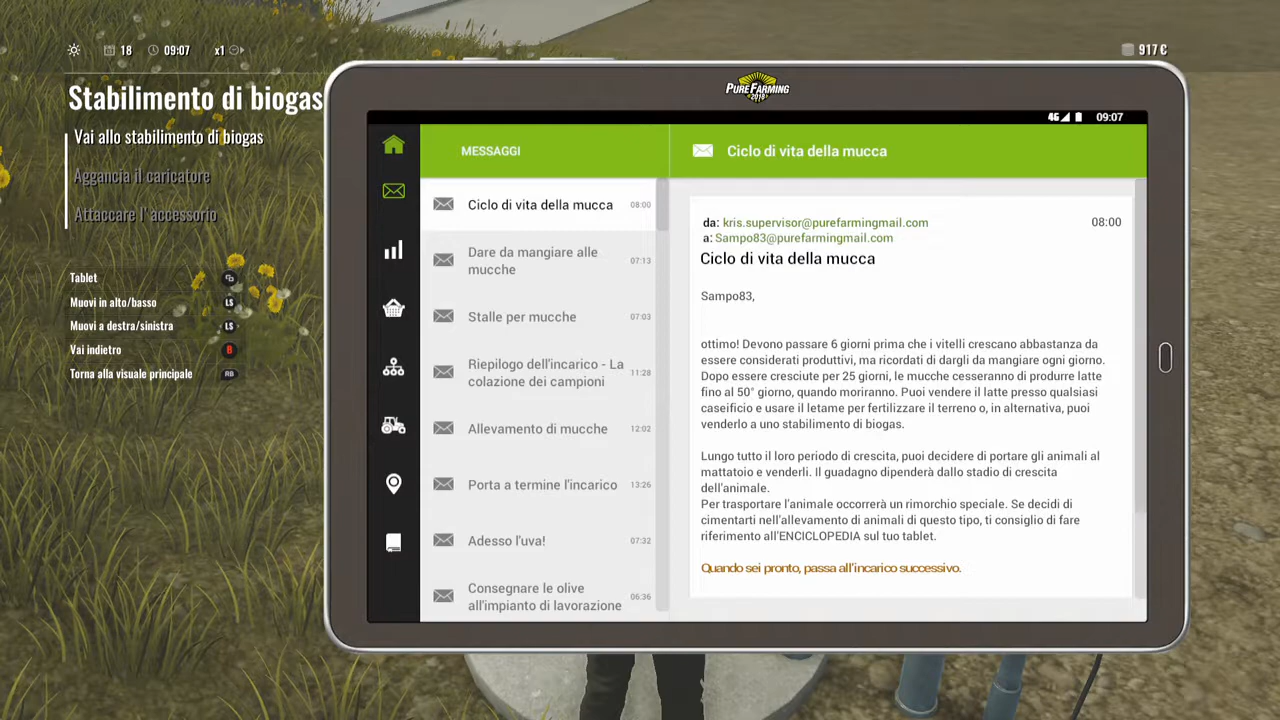 18 09:07 x1
917 €
Stabilimento di biogas
Vai allo stabilimento di biogas
Aggancia il caricatore
Attaccare l'accessorio
Tablet
Muovi in alto/basso LS
Muovi a destra/sinistra LS
Vai indietro B
Torna alla visuale principale RB
PURE FARMING
2018
4G 09:07
MESSAGGI
Ciclo di vita della mucca 08:00
Dare da mangiare alle
mucche 07:13
Stalle per mucche 07:03
Riepilogo dell'incarico - La
colazione dei campioni 11:28
Allevamento di mucche 12:02
Porta a termine l'incarico 13:26
Adesso l'uva! 07:32
Consegnare le olive
all'impianto di lavorazione 06:36
Ciclo di vita della mucca
da: kris.supervisor@purefarmingmail.com 08:00
a: Sampo83@purefarmingmail.com
Ciclo di vita della mucca
Sampo83,
ottimo! Devono passare 6 giorni prima che i vitelli crescano abbastanza da
essere considerati produttivi, ma ricordati di dargli da mangiare ogni giorno.
Dopo essere cresciute per 25 giorni, le mucche cesseranno di produrre latte
fino al 50° giorno, quando moriranno. Puoi vendere il latte presso qualsiasi
caseificio e usare il letame per fertilizzare il terreno o, in alternativa, puoi
venderlo a uno stabilimento di biogas.
Lungo tutto il loro periodo di crescita, puoi decidere di portare gli animali al
mattatoio e venderli. Il guadagno dipenderà dallo stadio di crescita
dell'animale.
Per trasportare l'animale occorrerà un rimorchio speciale. Se decidi di
cimentarti nell'allevamento di animali di questo tipo, ti consiglio di fare
riferimento all'ENCICLOPEDIA sul tuo tablet.
Quando sei pronto, passa all'incarico successivo.